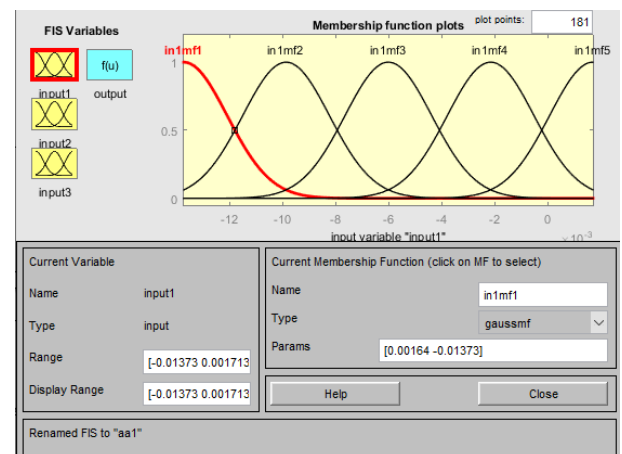 FIS Variables
Membership function plots
plot points:
181
in1mf1
in1mf2
in1mf3
in1mf4
in1mf5
f(u)
input1
output
input2
input3
1
0.5
0
-12
-10
-8
-6
-4
-2
0
input variable "input1"
× 10-3
Current Variable
Name
input1
Type
input
Range
[-0.01373 0.001713
Display Range
[-0.01373 0.001713
Current Membership Function (click on MF to select)
Name
in1mf1
Type
gaussmf
Params
[0.00164 -0.01373]
Help
Close
Renamed FIS to "aa1"